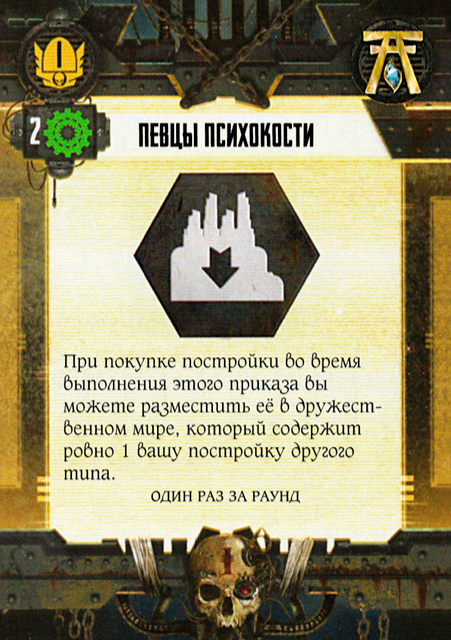 2
ПЕВЦЫ ПСИХОКОСТИ
При покупке постройки во время
выполнения этого приказа вы
можете разместить её в дружест-
венном мире, который содержит
ровно 1 вашу постройку другого
типа.
ОДИН РАЗ ЗА РАУНД
I